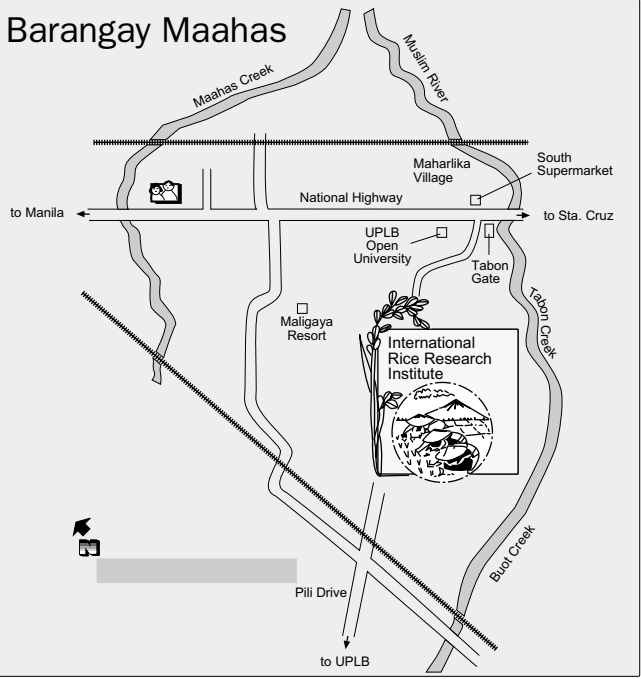 Barangay Maahas
Maahas Creek
Muslim River
Maharlika
Village
South
Supermarket
National Highway
to Manila
to Sta. Cruz
UPLB
Open
University
Tabon
Gate
Tabon Creek
Maligaya
Resort
International
Rice Research
Institute
N
Buot Creek
Pili Drive
to UPLB